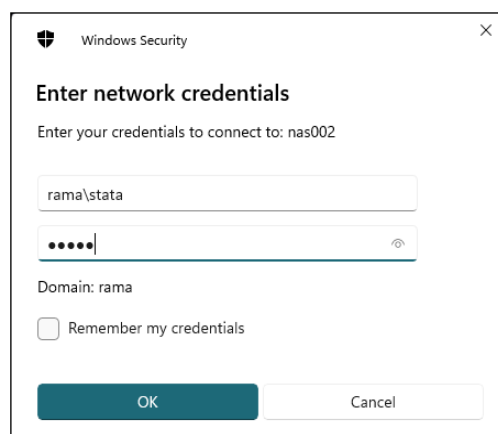 Windows Security
Enter network credentials
Enter your credentials to connect to: nas002
rama\stata
•••••
Domain: rama
Remember my credentials
OK
Cancel